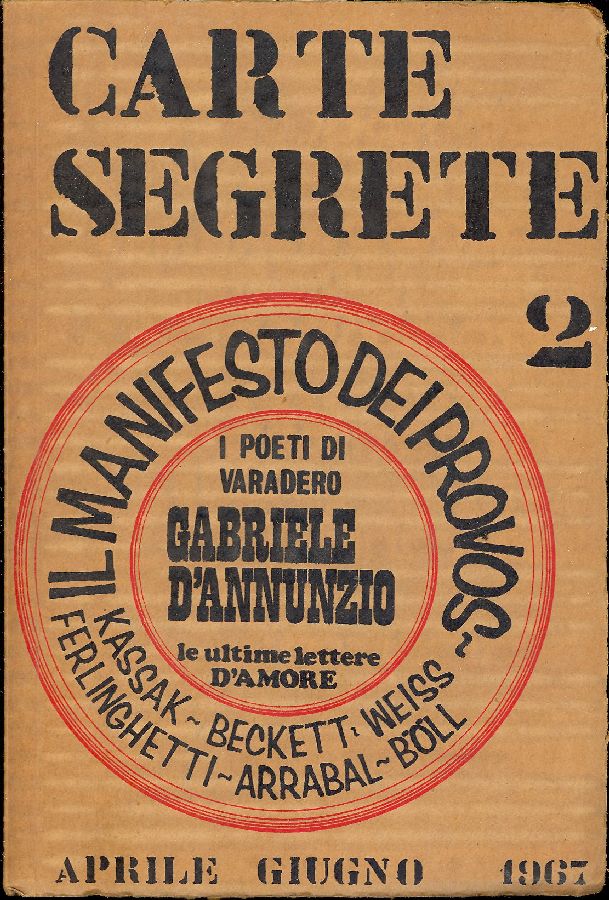 CARTE
SEGRETE
2
IL MANIFESTO DEI PROVOS ~
I POETI DI
VARADERO
GABRIELE
D'ANNUNZIO
le ultime lettere
D'AMORE
KASSAK ~ BECKETT: WEISS
FERLINGHETTI ~ ARRABAL ~ BÖLL
APRILE GIUGNO 1967